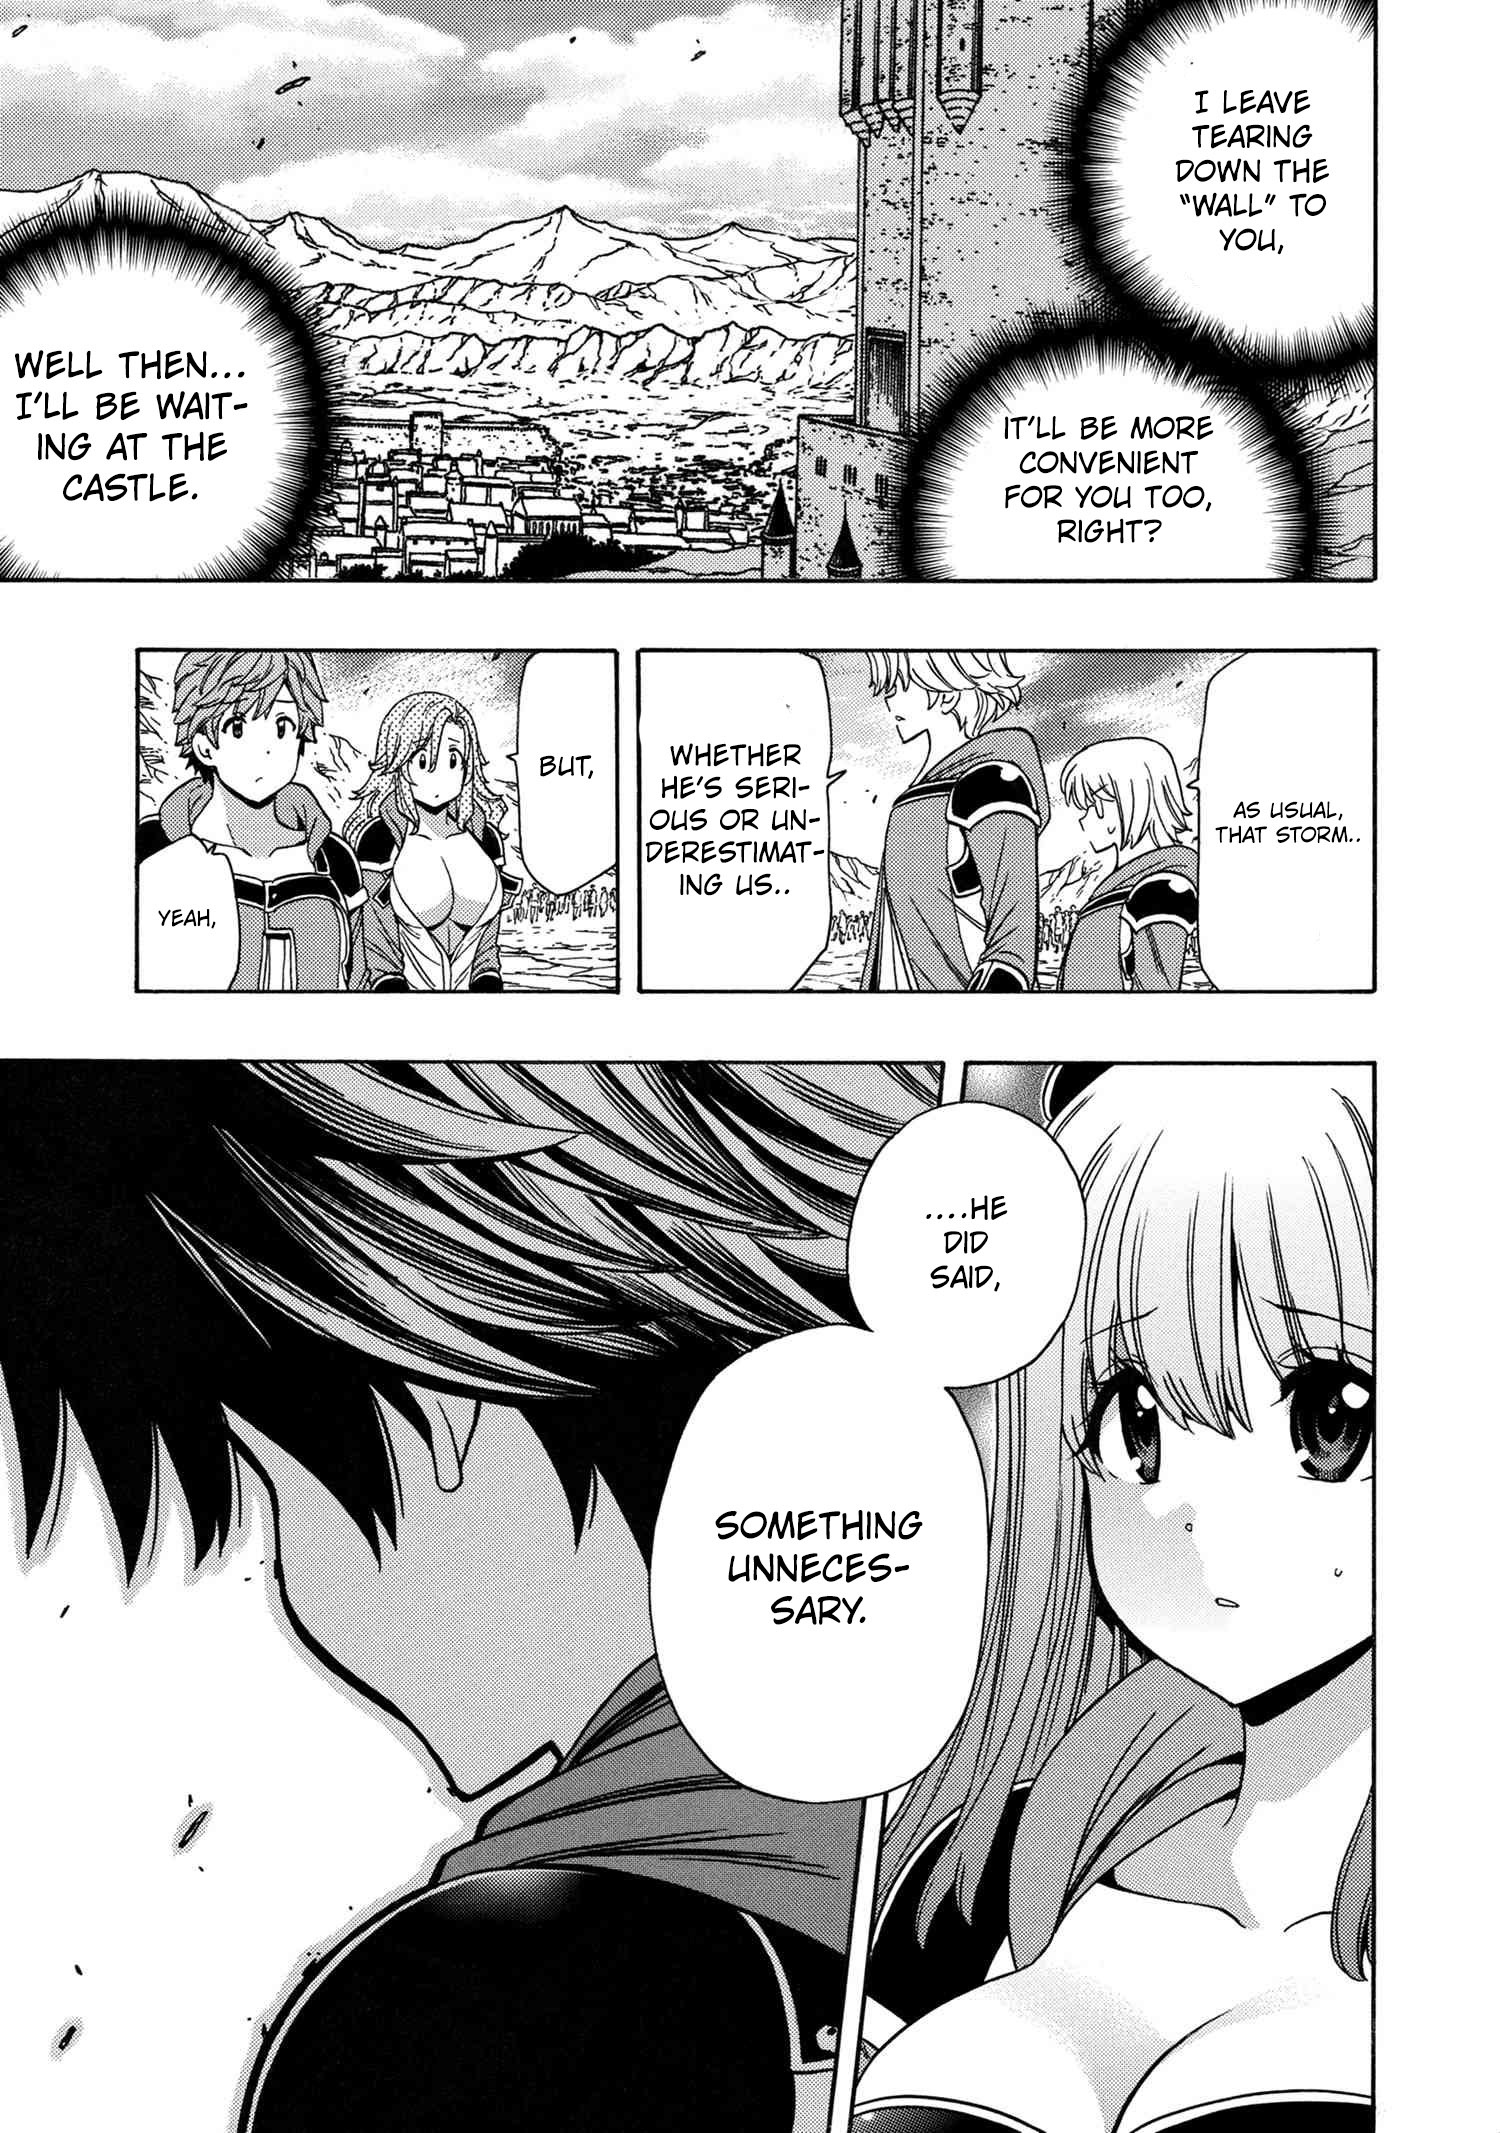 I LEAVE
TEARING
DOWN THE
"WALL" TO
YOU,
IT'LL BE MORE
CONVENIENT
FOR YOU TOO,
RIGHT?
WELL THEN...
I'LL BE WAIT-
ING AT THE
CASTLE.
AS USUAL,
THAT STORM..
WHETHER
HE'S SERI-
OUS OR UN-
DERESTIMAT-
ING US..
BUT,
YEAH,
....HE
DID
SAID,
SOMETHING
UNNECES-
SARY.